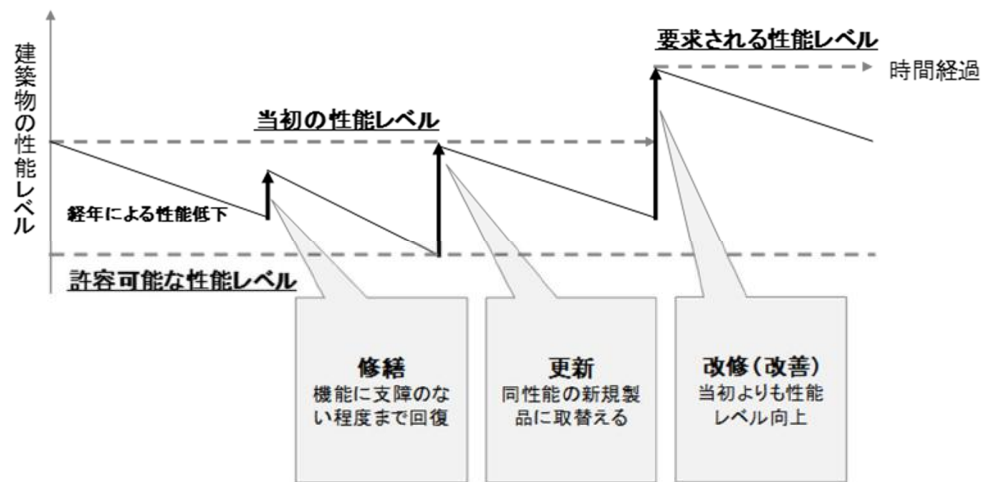 建築物の性能レベル
要求される性能レベル
時間経過
当初の性能レベル
経年による性能低下
許容可能な性能レベル
修繕
機能に支障のな
い程度まで回復
更新
同性能の新規製
品に取替える
改修(改善)
当初よりも性能
レベル向上